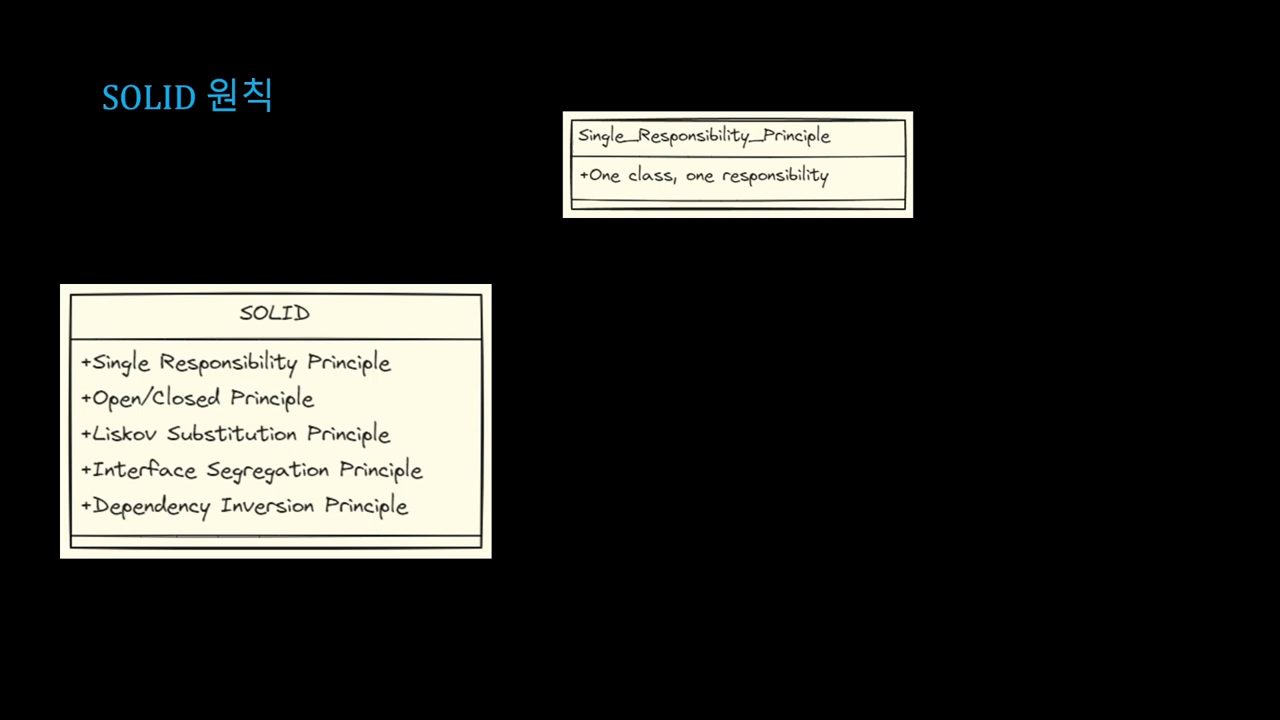 SOLID 원칙
Single_Responsibility_Principle
+One class, one responsibility
SOLID
+Single Responsibility Principle
+Open/Closed Principle
+Liskov Substitution Principle
+Interface Segregation Principle
+Dependency Inversion Principle